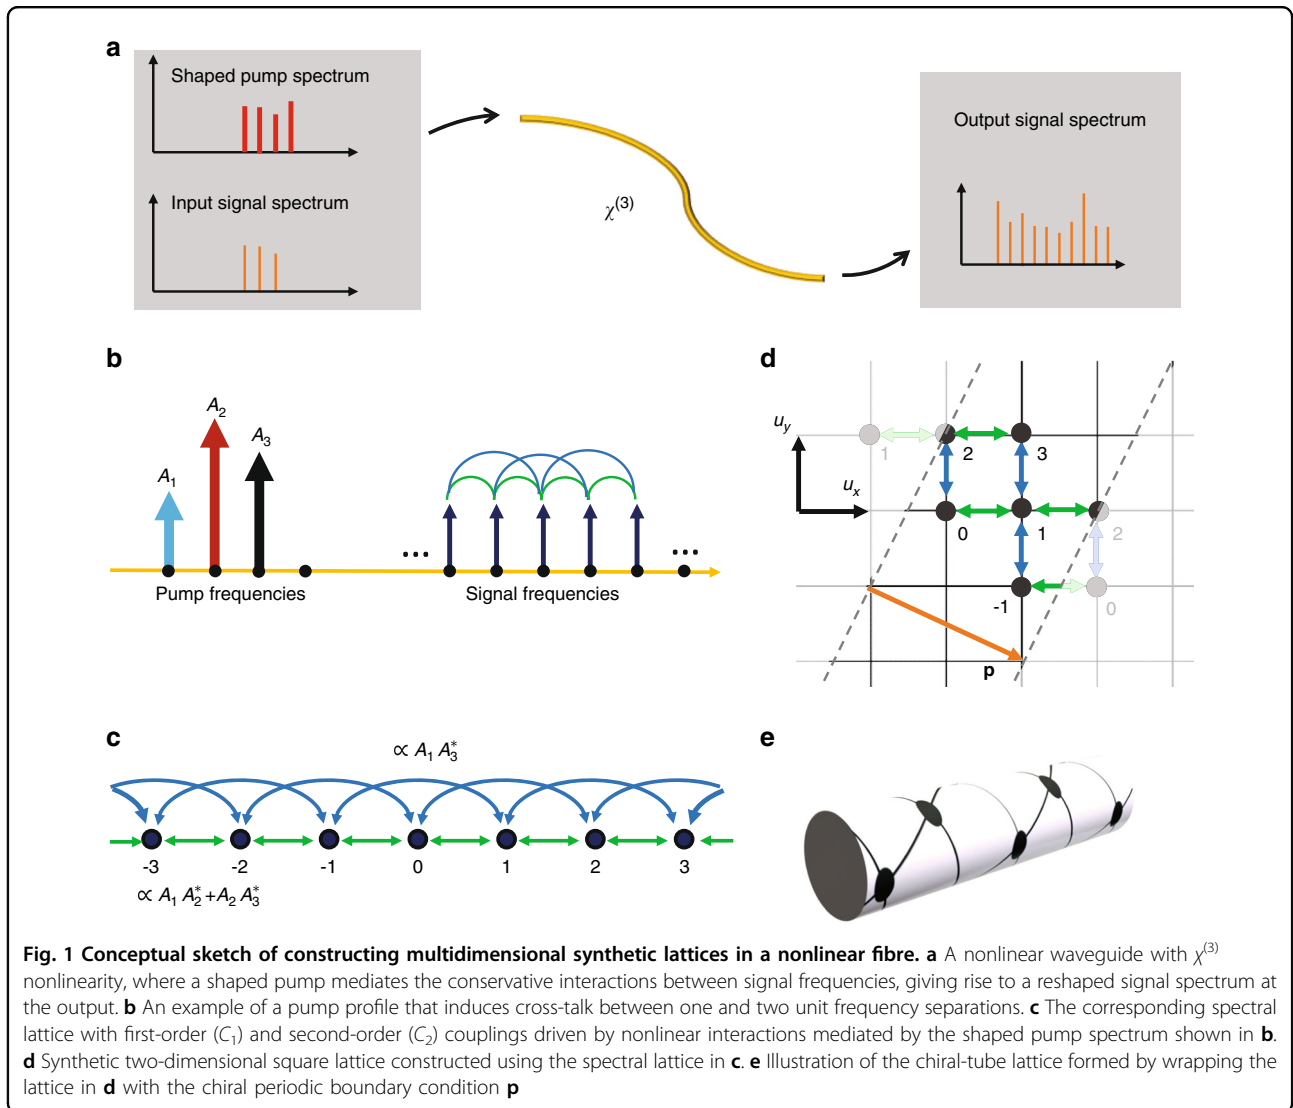 a
Shaped pump spectrum
Input signal spectrum
χ(3)
Output signal spectrum
b
A1
A2
A3
...
...
Pump frequencies
Signal frequencies
d
uy
ux
1
2
3
0
1
2
-1
0
p
c
∝ A1 A3*
-3
-2
-1
0
1
2
3
∝ A1 A2* + A2 A3*
e
Fig. 1 Conceptual sketch of constructing multidimensional synthetic lattices in a nonlinear fibre. a A nonlinear waveguide with χ(3)
nonlinearity, where a shaped pump mediates the conservative interactions between signal frequencies, giving rise to a reshaped signal spectrum at
the output. b An example of a pump profile that induces cross-talk between one and two unit frequency separations. c The corresponding spectral
lattice with first-order (C1) and second-order (C2) couplings driven by nonlinear interactions mediated by the shaped pump spectrum shown in b.
d Synthetic two-dimensional square lattice constructed using the spectral lattice in c. e Illustration of the chiral-tube lattice formed by wrapping the
lattice in d with the chiral periodic boundary condition p